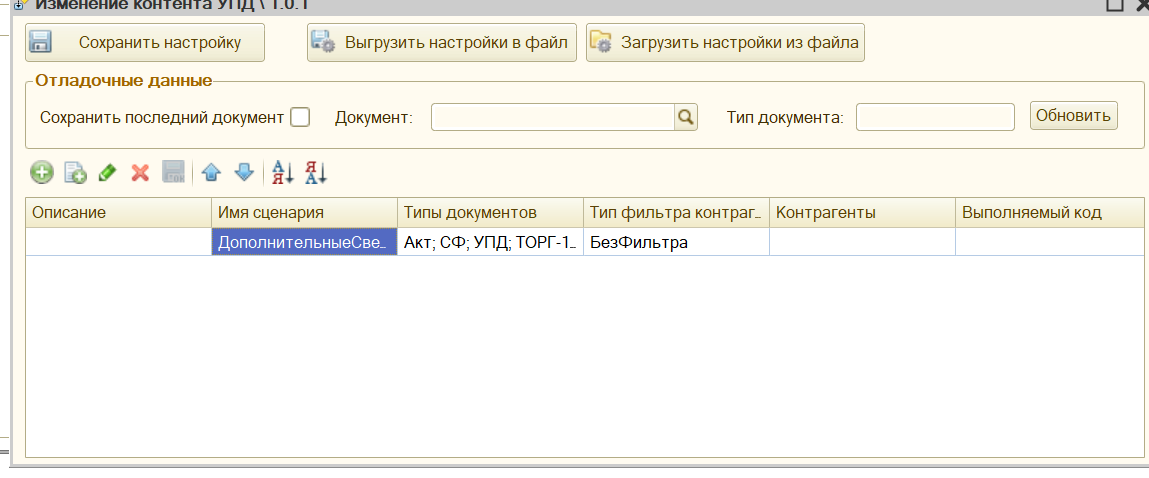 Изменение контента УПД \ 1.0.1
Сохранить настройку Выгрузить настройки в файл Загрузить настройки из файла
Отладочные данные
Сохранить последний документ Документ: Тип документа: Обновить
Описание Имя сценария Типы документов Тип фильтра контраг... Контрагенты Выполняемый код
ДополнительныеСве... Акт; СФ; УПД; ТОРГ-1... БезФильтра